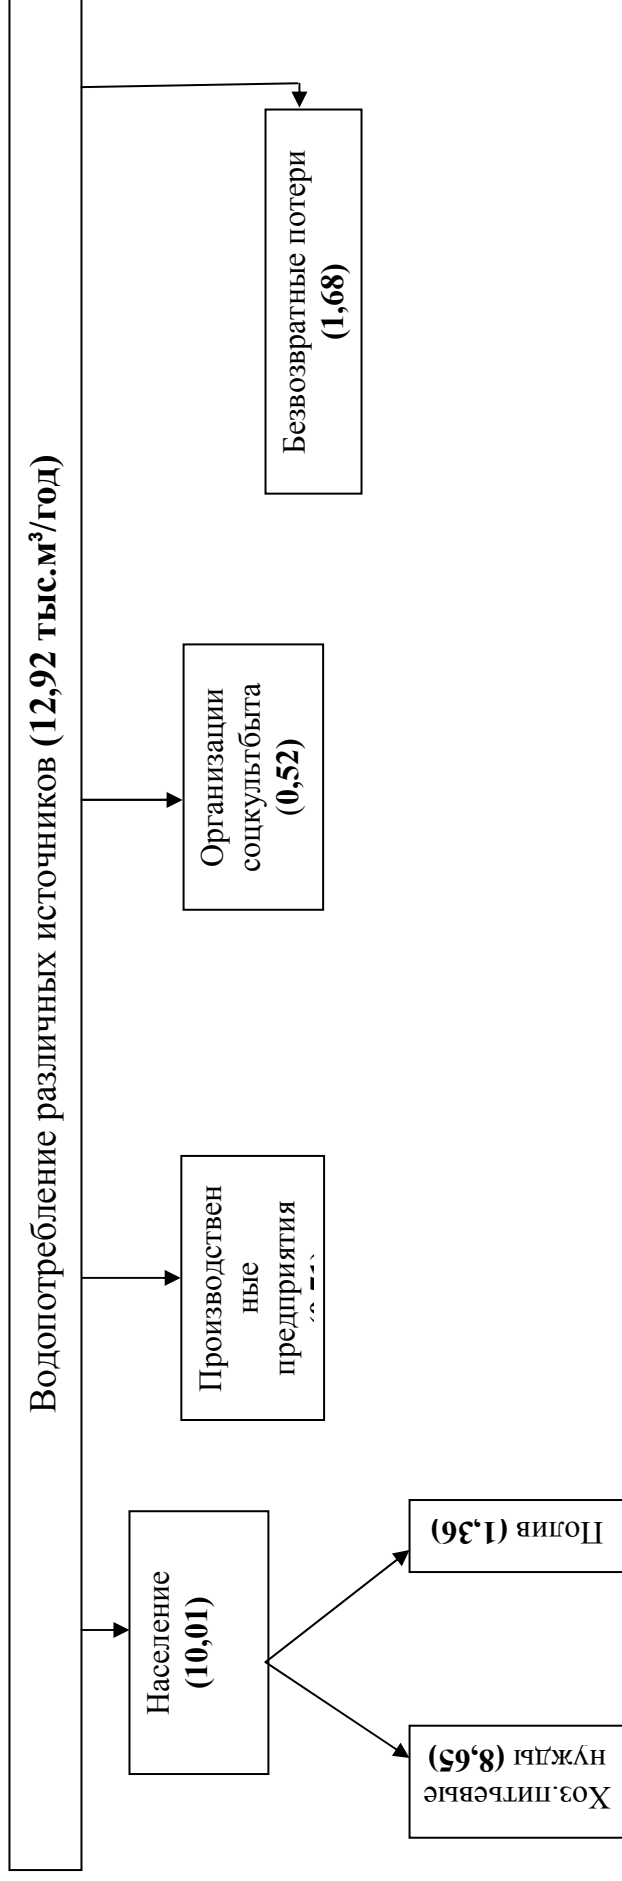 Водопотребление различных источников (12,92 тыс.м³/год)
Население
(10,01)
Производствен
ные
предприятия
Организации
соцкультбыта
(0,52)
Безвозвратные потери
(1,68)
Хоз.питьевые
нужды (8,65)
Полив (1,36)